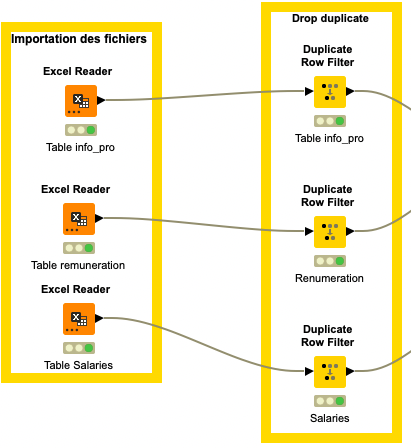 Importation des fichiers
Excel Reader
Table info_pro
Excel Reader
Table remuneration
Excel Reader
Table Salaries
Drop duplicate
Duplicate
Row Filter
Table info_pro
Duplicate
Row Filter
Renumeration
Duplicate
Row Filter
Salaries